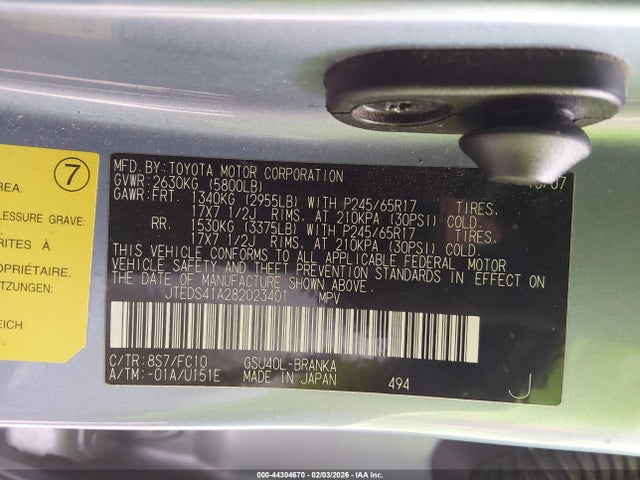 7
REA.
LESSURE GRAVE:
RITES À
PROPIÉTAIRE.
STZUNGEN
REICH
MFD.BY:TOYOTA MOTOR CORPORATION
07
GVWR:2630KG (5800LB)
GAWR:FRT. 1340KG (2955LB) WITH P245/65R17 TIRES.
17X7 1/2J RIMS. AT 210KPA (30PSI) COLD.
RR. 1530KG (3375LB) WITH P245/65R17 TIRES.
17X7 1/2J RIMS. AT 210KPA (30PSI) COLD.
THIS VEHICLE CONFORMS TO ALL APPLICABLE FEDERAL MOTOR
VEHICLE SAFETY AND THEFT PREVENTION STANDARDS IN EFFECT ON
THE DATE OF MANUFACTURE SHOWN ABOVE.
JTEDS41A282023401 MPV
C/TR:8S7/FC10 GSU40L-BRANKA
A/TM:-01A/U151E MADE IN JAPAN 494 J
000-44304670 - 02/03/2026 - IAA Inc.